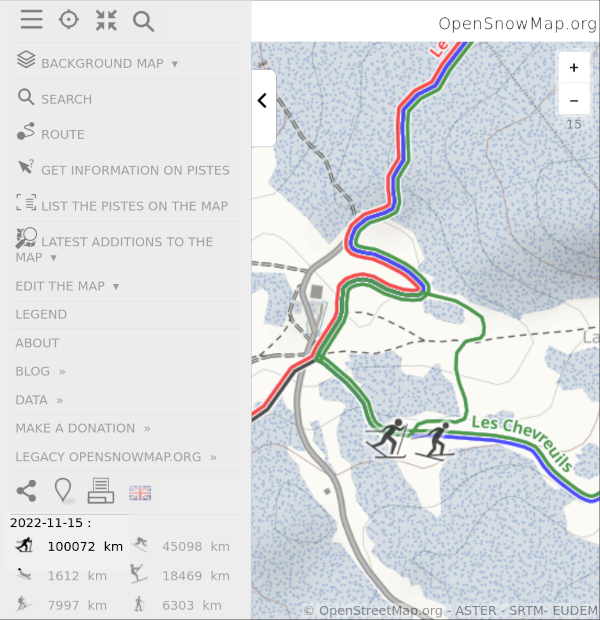 OpenSnowMap.org
BACKGROUND MAP ▾
SEARCH
ROUTE
GET INFORMATION ON PISTES
LIST THE PISTES ON THE MAP
LATEST ADDITIONS TO THE
MAP ▾
EDIT THE MAP ▾
LEGEND
ABOUT
BLOG »
DATA »
MAKE A DONATION »
LEGACY OPENSNOWMAP.ORG »
2022-11-15 :
100072 km
45098 km
1612 km
18469 km
7997 km
6303 km
+
–
15
Le
La
Les Chevreuils
© OpenStreetMap.org - ASTER - SRTM- EUDEM